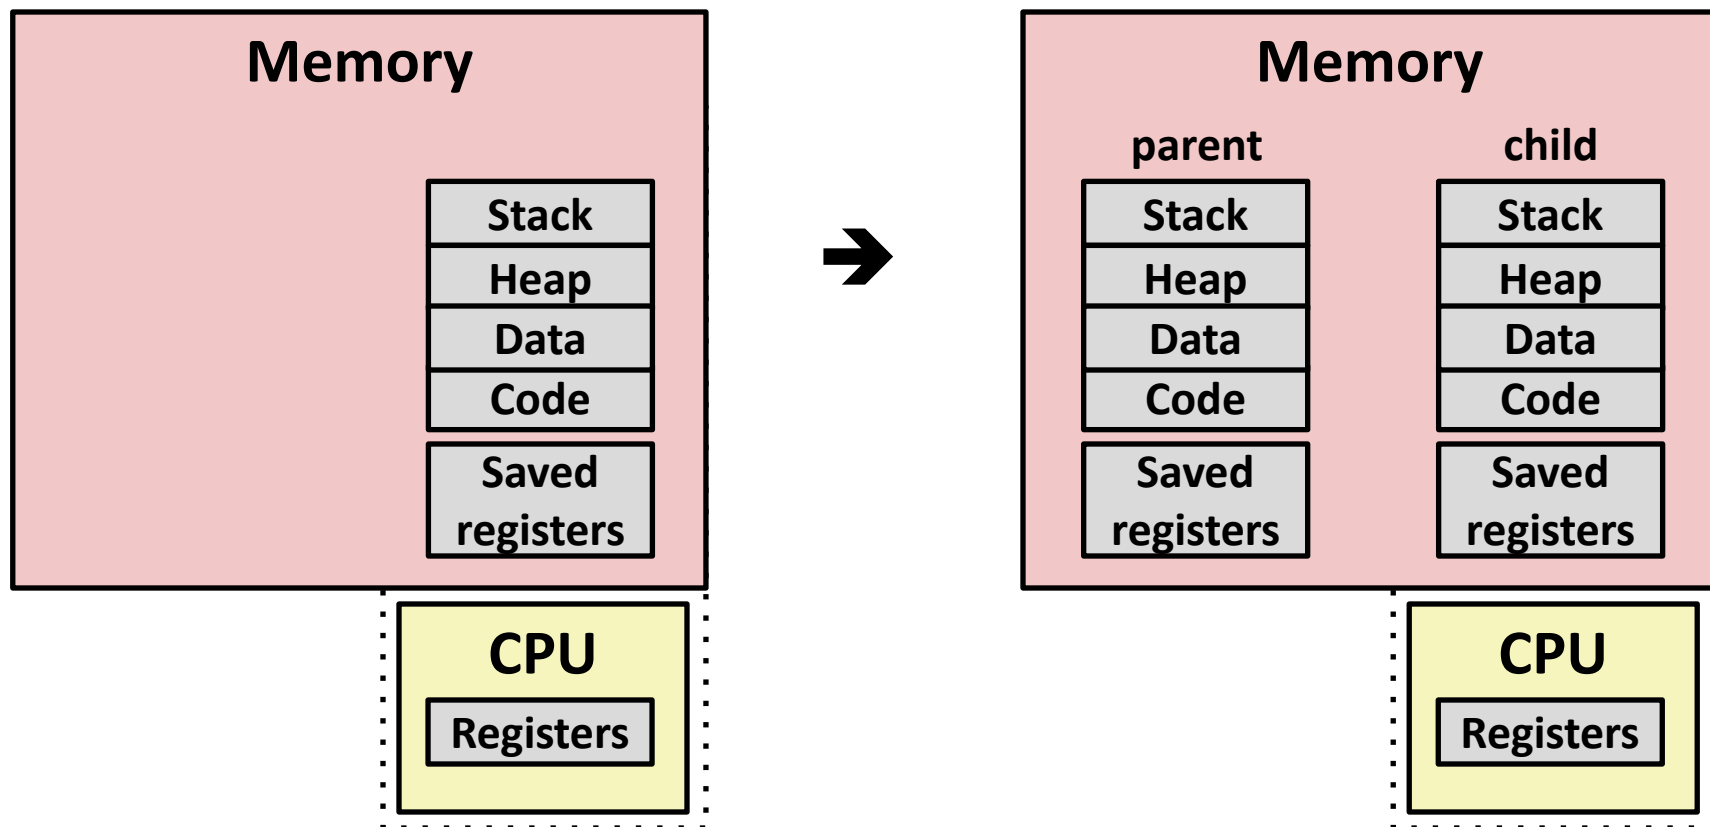 Memory
Stack
Heap
Data
Code
Saved
registers
CPU
Registers
➔
Memory
parent
child
Stack
Heap
Data
Code
Saved
registers
Stack
Heap
Data
Code
Saved
registers
CPU
Registers